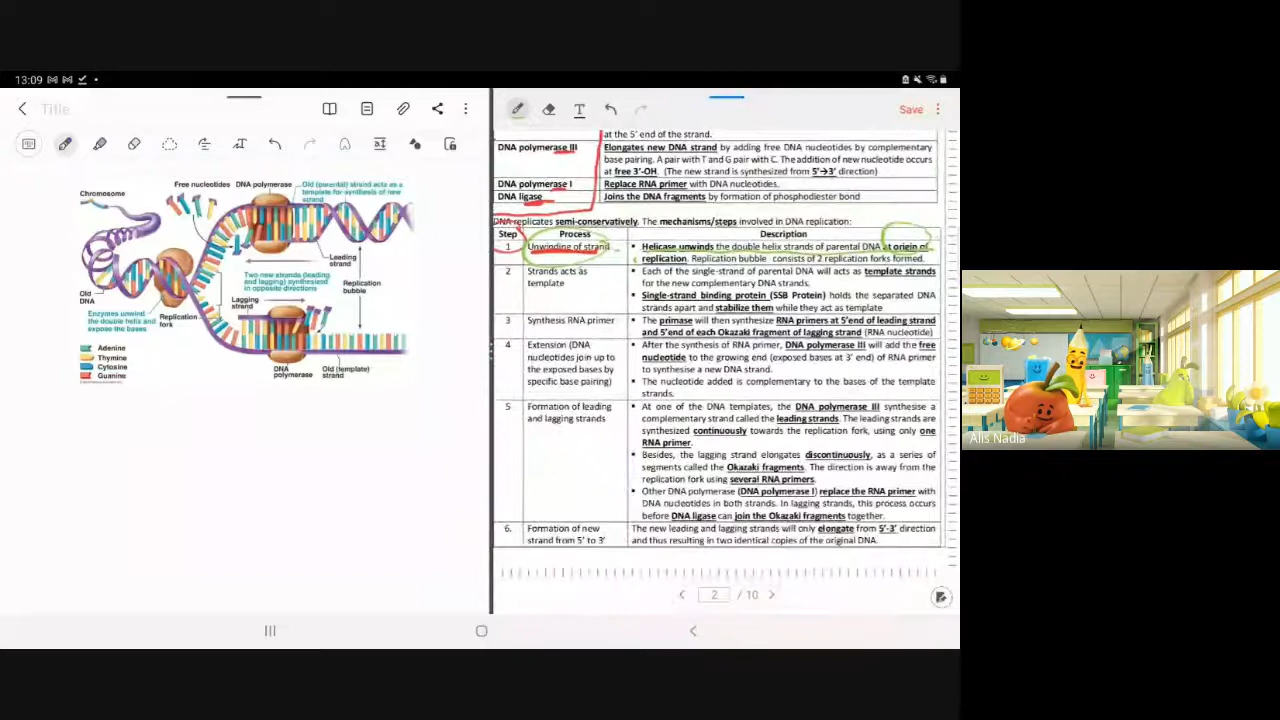 13:09
Title
Save
Chromosome
Free nucleotides
DNA polymerase
Old (parental) strand acts as a
template for synthesis of new
strand
Leading
strand
Two new strands (leading
and lagging) synthesized
in opposite directions
Replication
bubble
Lagging
strand
Old
DNA
Enzymes unwind
the double helix and
expose the bases
Replication
fork
Adenine
Thymine
Cytosine
Guanine
DNA
polymerase
Old (template)
strand
at the 5' end of the strand.
DNA polymerase III
Elongates new DNA strand by adding free DNA nucleotides by complementary
base pairing. A pair with T and G pair with C. The addition of new nucleotide occurs
at free 3'-OH. (The new strand is synthesized from 5'→3' direction)
DNA polymerase I
Replace RNA primer with DNA nucleotides.
DNA ligase
Joins the DNA fragments by formation of phosphodiester bond
DNA replicates semi-conservatively. The mechanisms/steps involved in DNA replication:
Step Process Description
1 Unwinding of strand
• Helicase unwinds the double helix strands of parental DNA at origin of
replication. Replication bubble consists of 2 replication forks formed.
2 Strands acts as
template
• Each of the single-strand of parental DNA will acts as template strands
for the new complementary DNA strands.
• Single-strand binding protein (SSB Protein) holds the separated DNA
strands apart and stabilize them while they act as template
3 Synthesis RNA primer
• The primase will then synthesize RNA primers at 5'end of leading strand
and 5'end of each Okazaki fragment of lagging strand (RNA nucleotide)
4 Extension (DNA
nucleotides join up to
the exposed bases by
specific base pairing)
• After the synthesis of RNA primer, DNA polymerase III will add the free
nucleotide to the growing end (exposed bases at 3' end) of RNA primer
to synthesise a new DNA strand.
• The nucleotide added is complementary to the bases of the template
strands.
5 Formation of leading
and lagging strands
• At one of the DNA templates, the DNA polymerase III synthesise a
complementary strand called the leading strands. The leading strands are
synthesized continuously towards the replication fork, using only one
RNA primer.
• Besides, the lagging strand elongates discontinuously, as a series of
segments called the Okazaki fragments. The direction is away from the
replication fork using several RNA primers.
• Other DNA polymerase (DNA polymerase I) replace the RNA primer with
DNA nucleotides in both strands. In lagging strands, this process occurs
before DNA ligase can join the Okazaki fragments together.
6. Formation of new
strand from 5' to 3'
The new leading and lagging strands will only elongate from 5'-3' direction
and thus resulting in two identical copies of the original DNA.
2 / 10
Alis Nadia